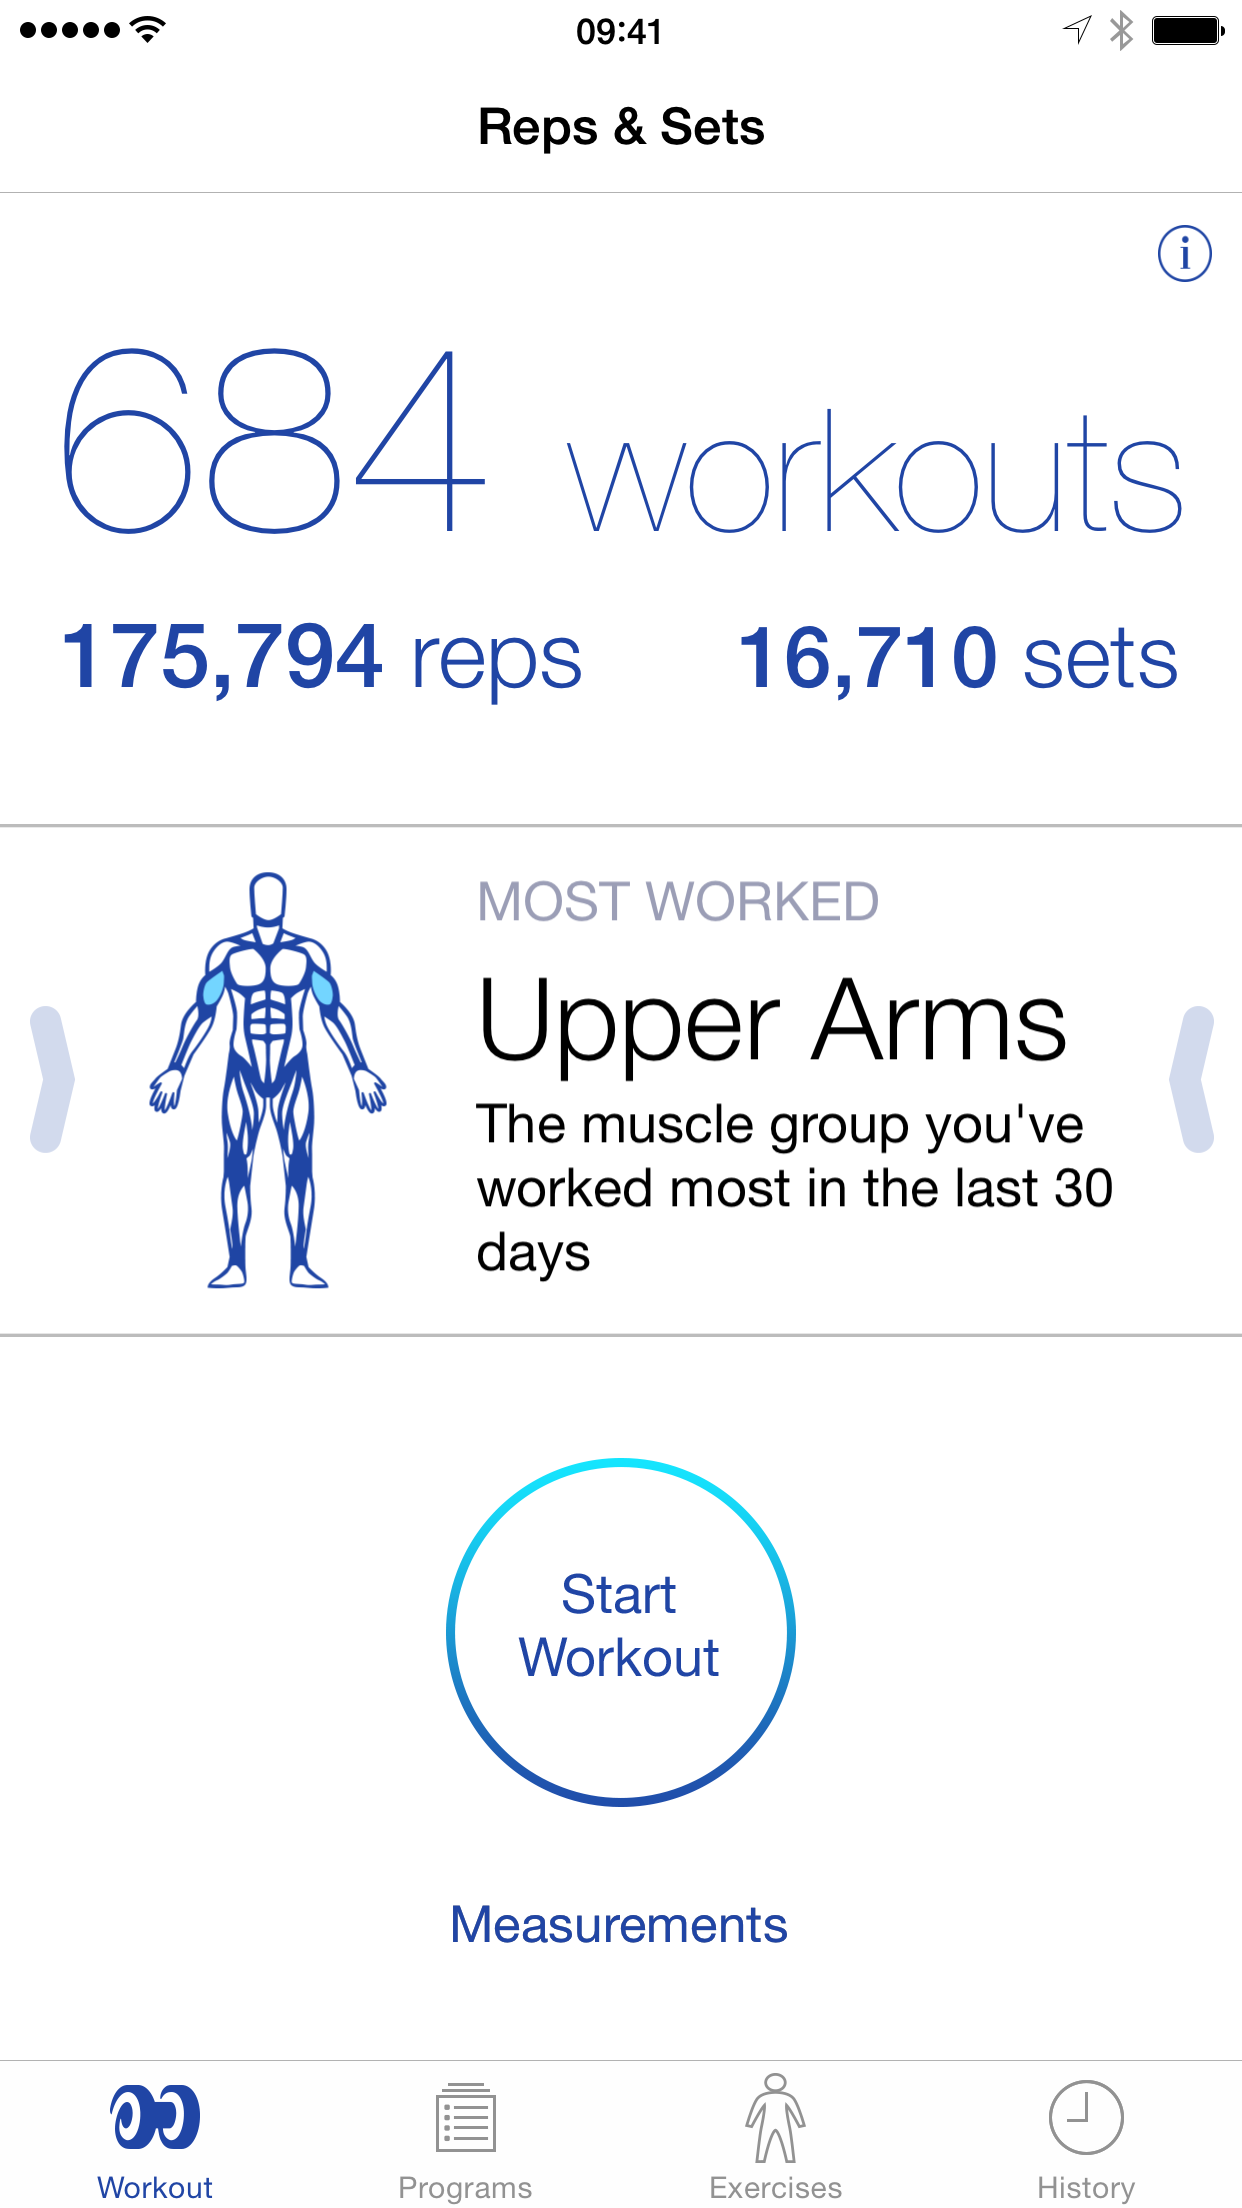 09:41
Reps & Sets
i
684 workouts
175,794 reps 16,710 sets
MOST WORKED
Upper Arms
The muscle group you've
worked most in the last 30
days
Start
Workout
Measurements
Workout Programs Exercises History